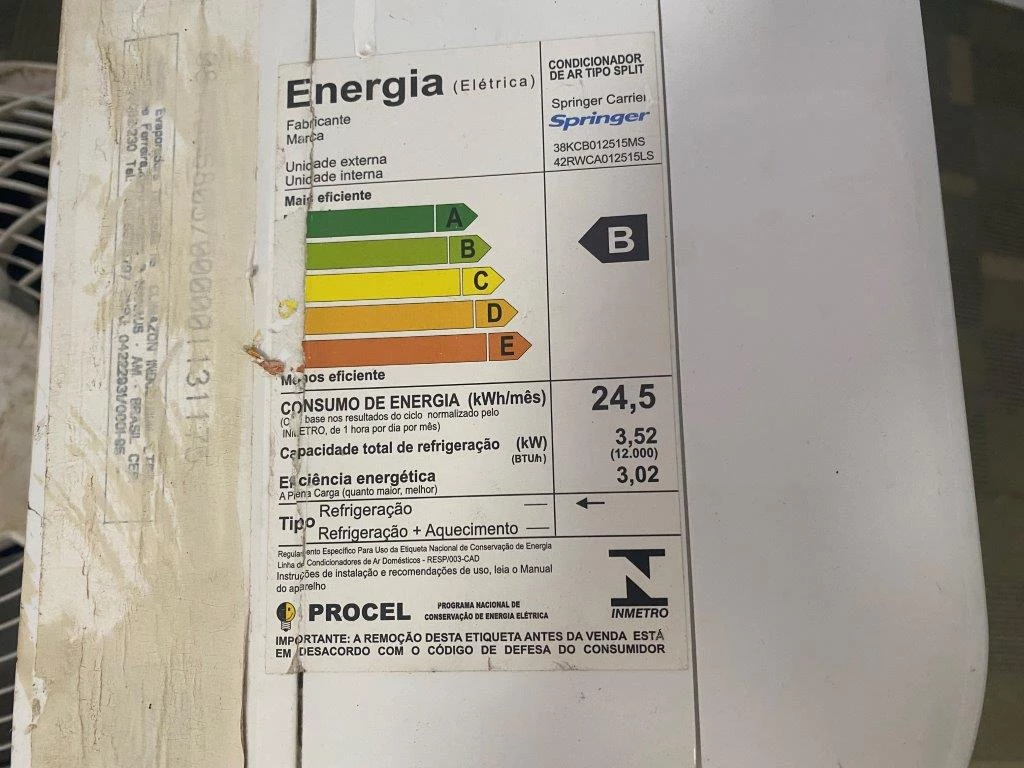 Energia (Elétrica)
CONDICIONADOR
DE AR TIPO SPLIT
Fabricante
Springer Carrier
Marca
Springer
Unidade externa
38KCB012515MS
Unidade interna
42RWCA012515LS
Mais eficiente
A
B
B
C
D
E
Menos eficiente
CONSUMO DE ENERGIA (kWh/mês) 24,5
base nos resultados do ciclo normalizado pelo
INMETRO, de 1 hora por dia por mês)
Capacidade total de refrigeração (kW) 3,52
(BTU/h) (12.000)
Eficiência energética 3,02
A Plena Carga (quanto maior, melhor)
Tipo
Refrigeração
Refrigeração + Aquecimento
Regulamento Específico Para Uso da Etiqueta Nacional de Conservação de Energia
Linha de Condicionadores de Ar Domésticos - RESP/003-CAD
Instruções de instalação e recomendações de uso, leia o Manual
do aparelho
PROCEL
PROGRAMA NACIONAL DE
CONSERVAÇÃO DE ENERGIA ELÉTRICA
INMETRO
IMPORTANTE: A REMOÇÃO DESTA ETIQUETA ANTES DA VENDA ESTÁ
EM DESACORDO COM O CÓDIGO DE DEFESA DO CONSUMIDOR